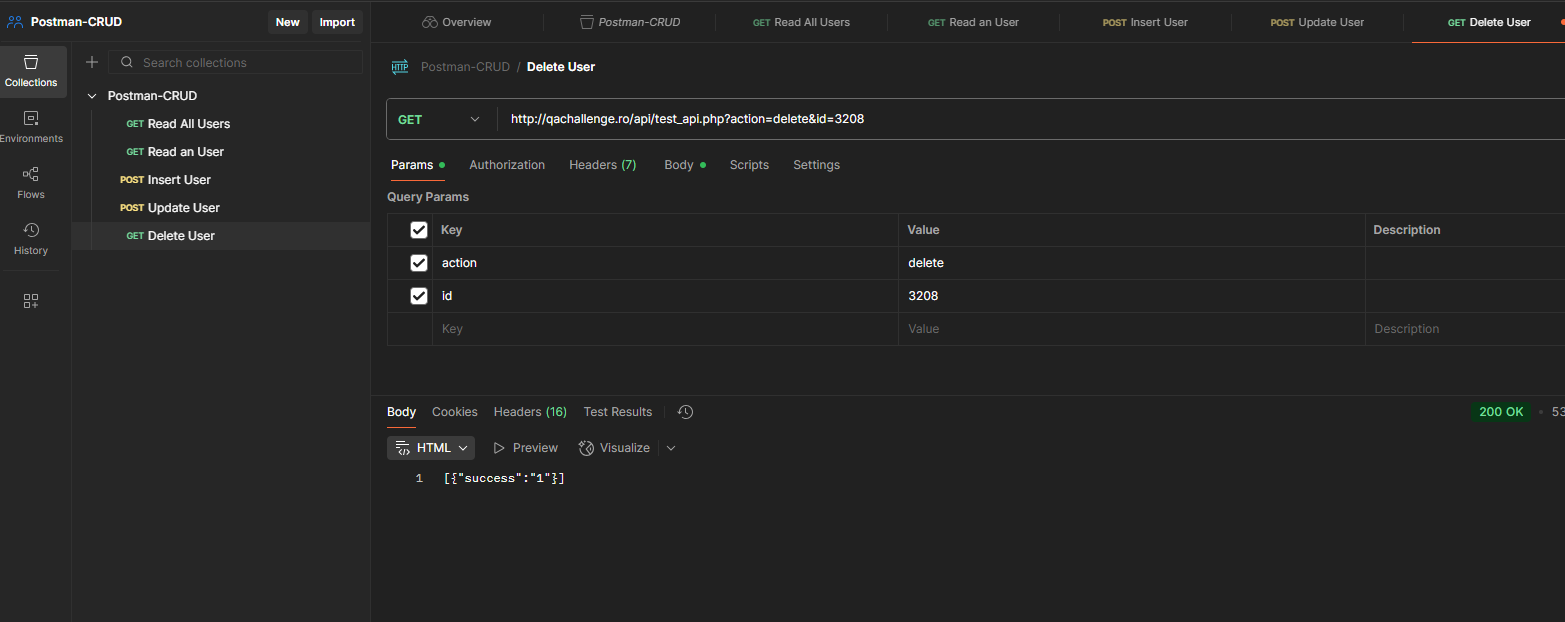 Postman-CRUD New Import Overview Postman-CRUD GET Read All Users GET Read an User POST Insert User POST Update User GET Delete User
Collections
Environments
Flows
History
Search collections
Postman-CRUD
GET Read All Users
GET Read an User
POST Insert User
POST Update User
GET Delete User
HTTP Postman-CRUD / Delete User
GET http://qachallenge.ro/api/test_api.php?action=delete&id=3208
Params Authorization Headers (7) Body Scripts Settings
Query Params
Key Value Description
action delete
id 3208
Key Value Description
Body Cookies Headers (16) Test Results 200 OK • 53
HTML Preview Visualize
1 [{"success":"1"}]